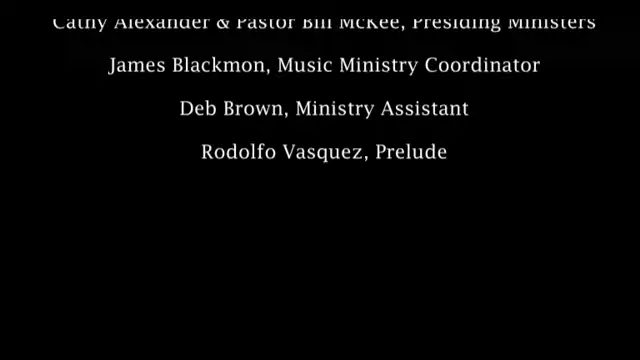 Cathy Alexander & Pastor Bill McKee, Presiding Ministers
James Blackmon, Music Ministry Coordinator
Deb Brown, Ministry Assistant
Rodolfo Vasquez, Prelude